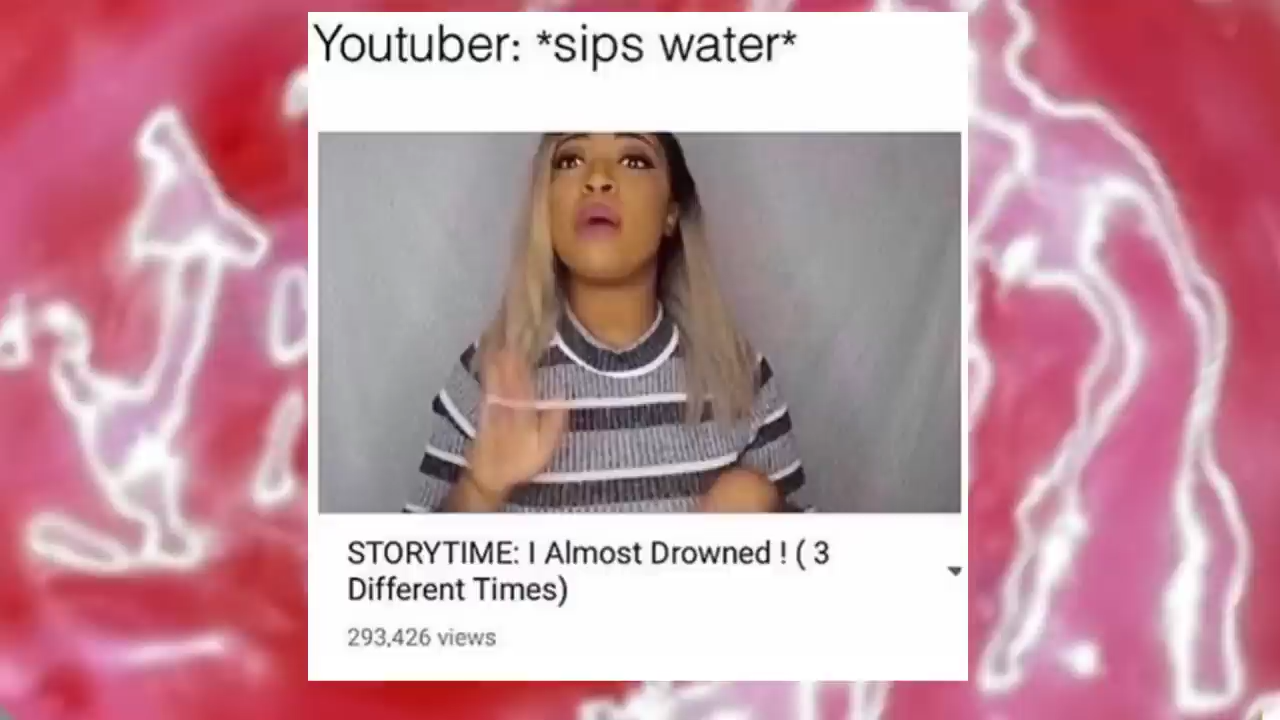 Youtuber: *sips water*
STORYTIME: I Almost Drowned ! ( 3
Different Times)
293,426 views